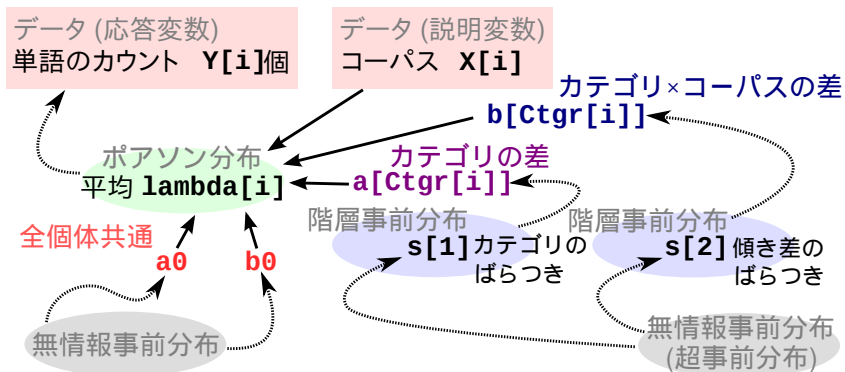 データ (応答変数)
単語のカウント Y[i]個
データ (説明変数)
コーパス X[i]
カテゴリ×コーパスの差
b[Ctgr[i]]
ポアソン分布
平均 lambda[i]
カテゴリの差
a[Ctgr[i]]
全個体共通
a0
b0
階層事前分布
s[1] カテゴリの
ばらつき
階層事前分布
s[2] 傾き差の
ばらつき
無情報事前分布
無情報事前分布
(超事前分布)